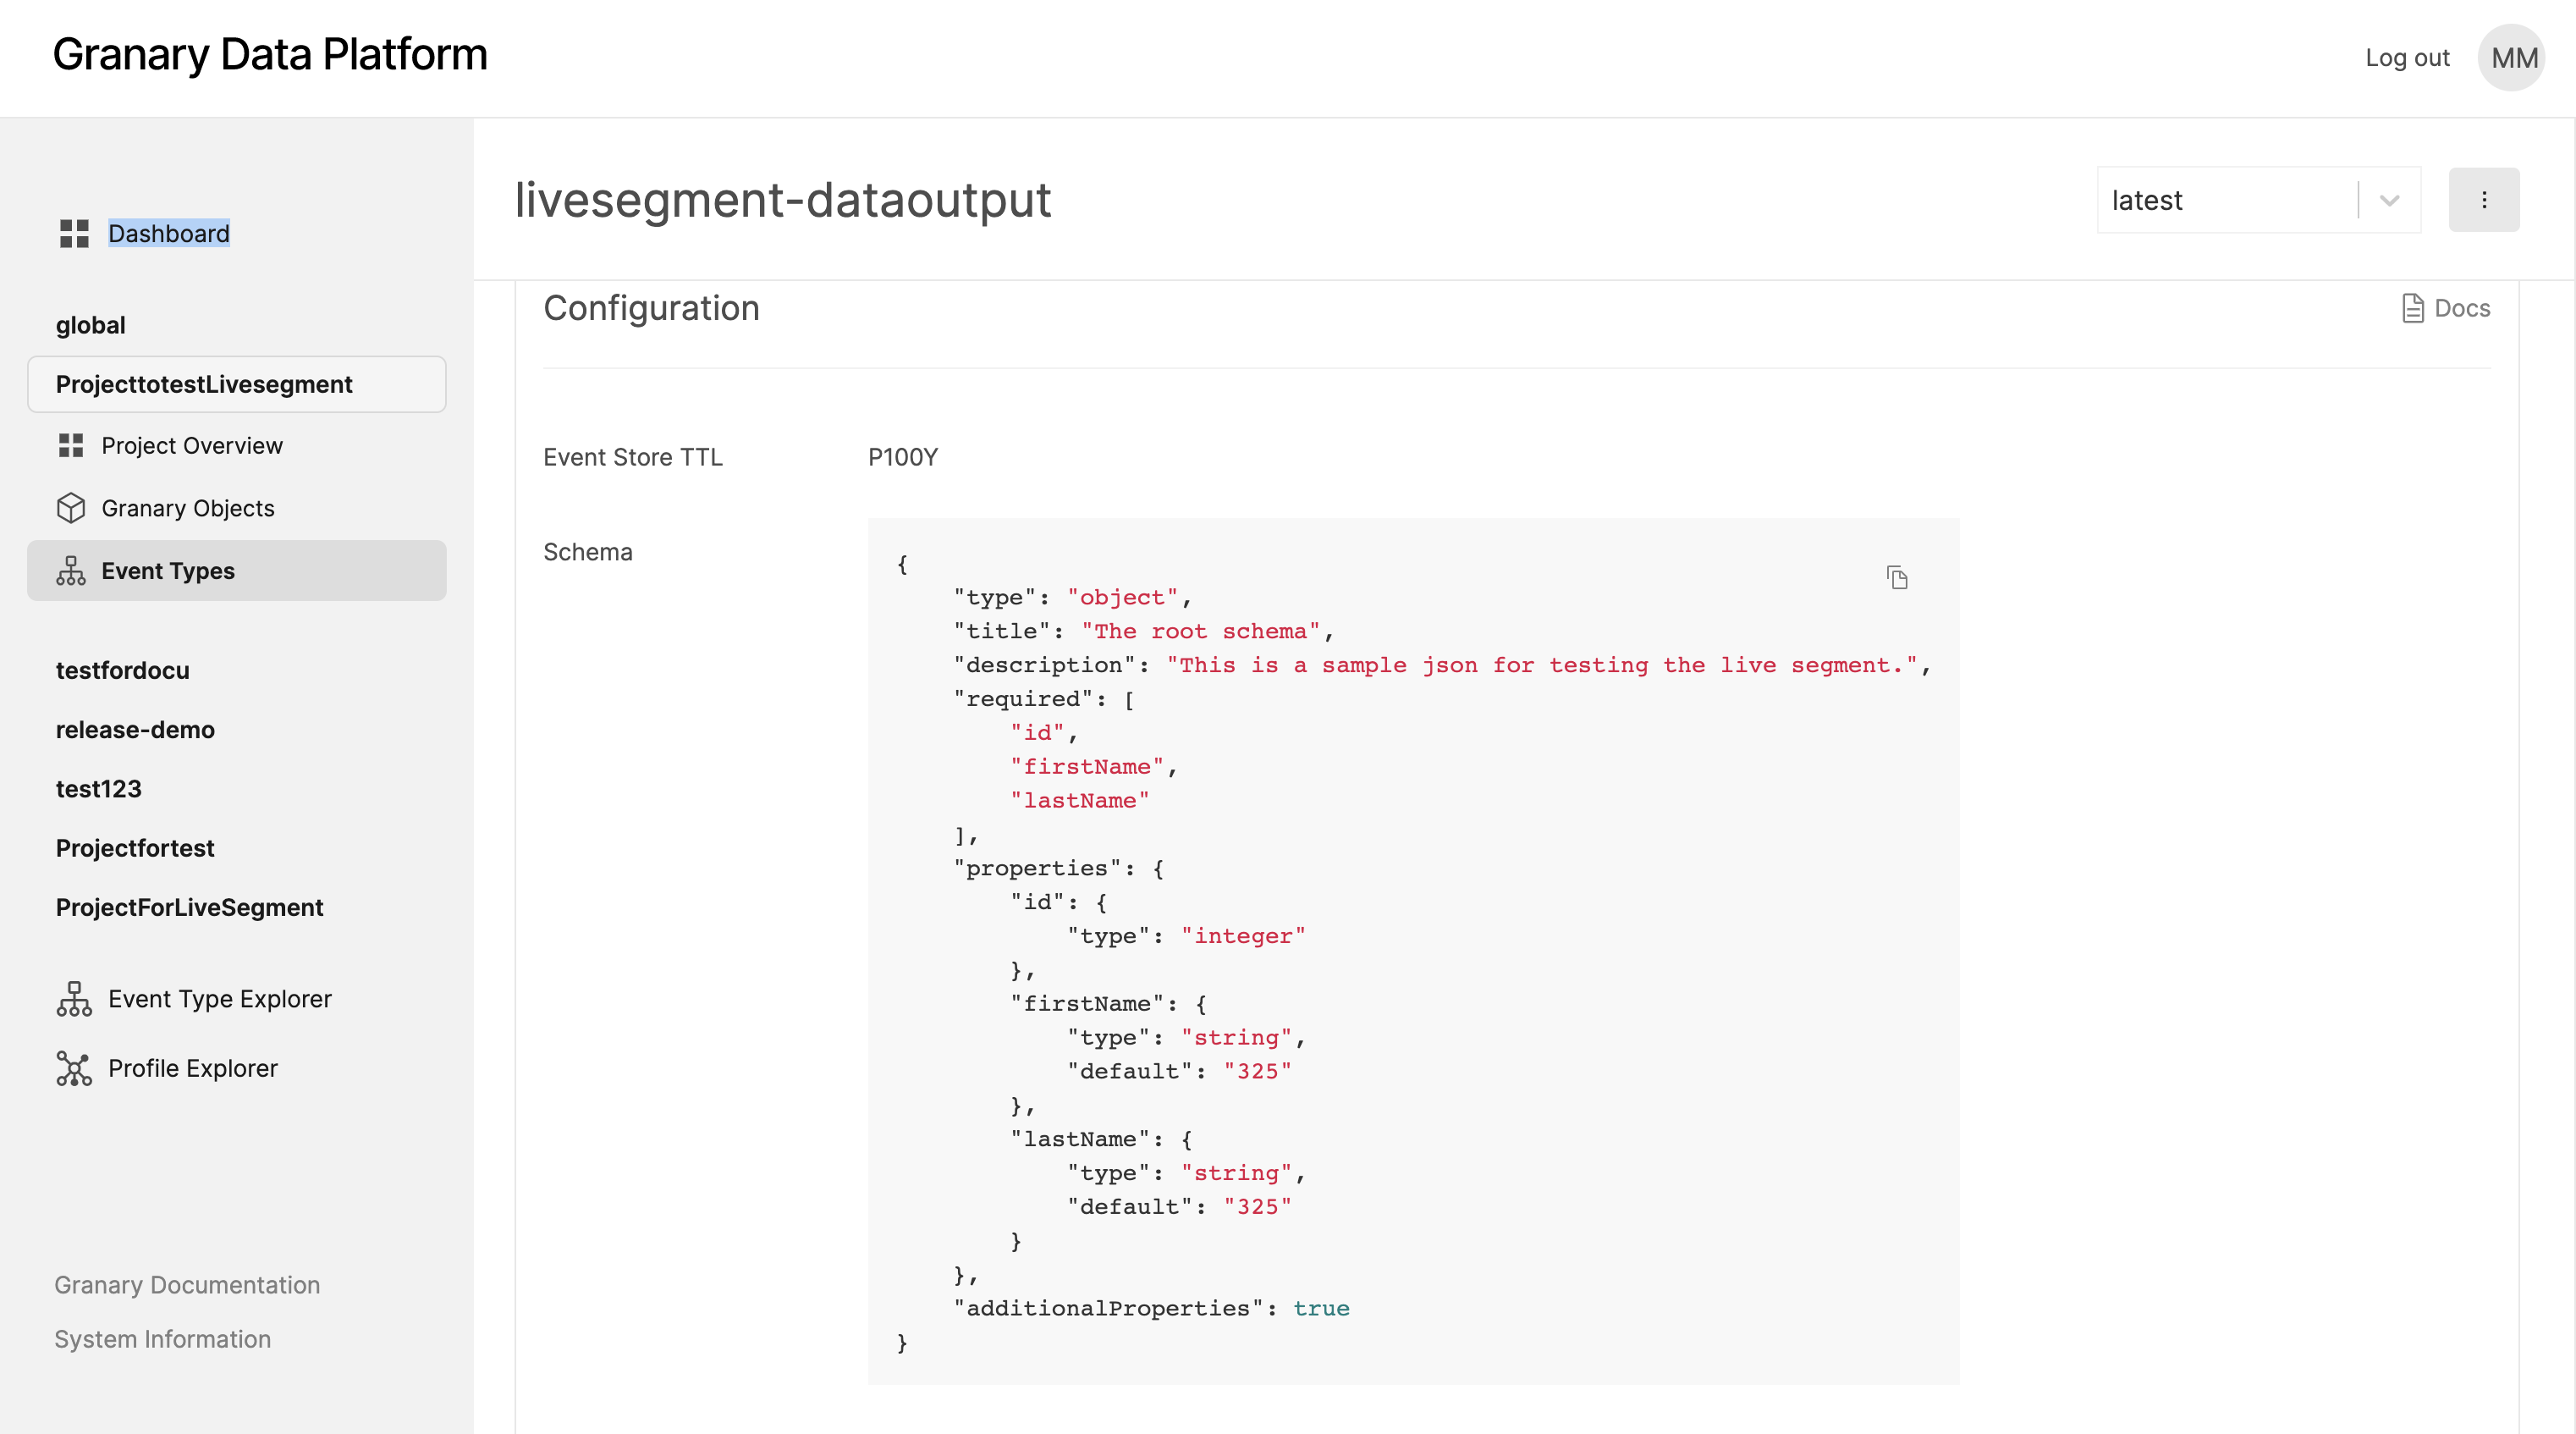 Granary Data Platform
Log out
MM
Dashboard
global
ProjecttotestLivesegment
Project Overview
Granary Objects
Event Types
testfordocu
release-demo
test123
Projectfortest
ProjectForLiveSegment
Event Type Explorer
Profile Explorer
Granary Documentation
System Information
livesegment-dataoutput
latest
Configuration
Docs
Event Store TTL
P100Y
Schema
{
    "type": "object",
    "title": "The root schema",
    "description": "This is a sample json for testing the live segment.",
    "required": [
        "id",
        "firstName",
        "lastName"
    ],
    "properties": {
        "id": {
            "type": "integer"
        },
        "firstName": {
            "type": "string",
            "default": "325"
        },
        "lastName": {
            "type": "string",
            "default": "325"
        }
    },
    "additionalProperties": true
}